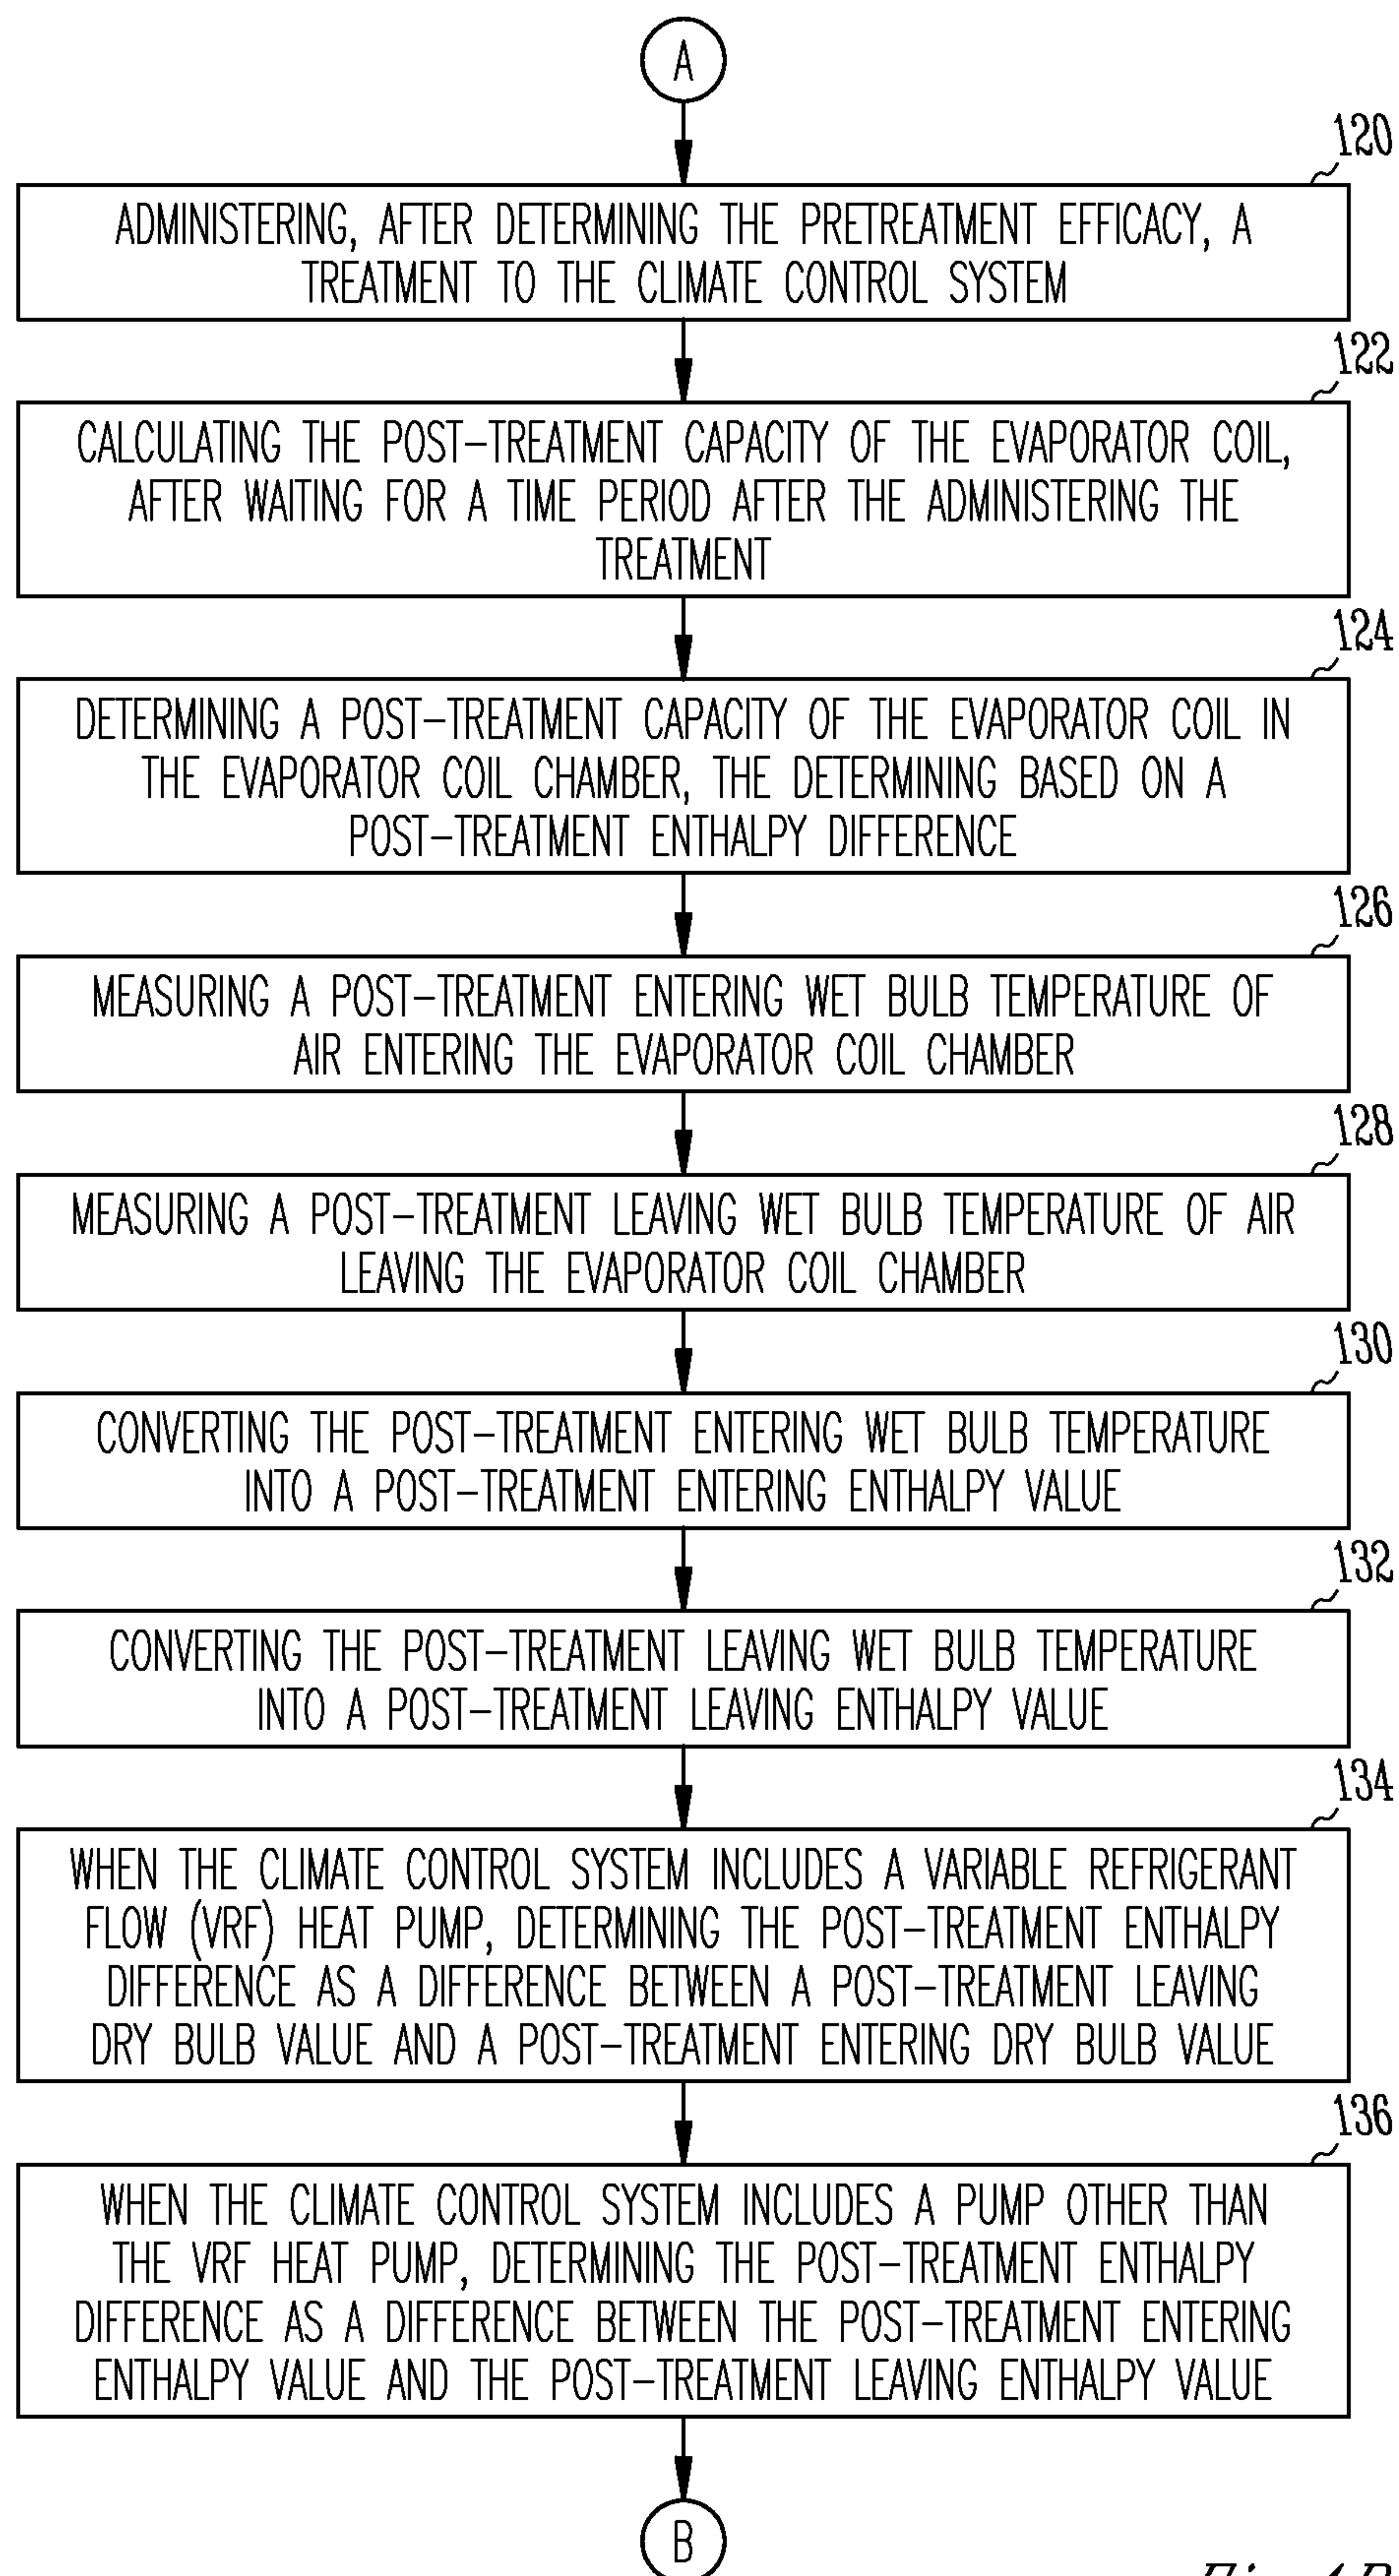 A
120
ADMINISTERING, AFTER DETERMINING THE PRETREATMENT EFFICACY, A
TREATMENT TO THE CLIMATE CONTROL SYSTEM
122
CALCULATING THE POST-TREATMENT CAPACITY OF THE EVAPORATOR COIL,
AFTER WAITING FOR A TIME PERIOD AFTER THE ADMINISTERING THE
TREATMENT
124
DETERMINING A POST-TREATMENT CAPACITY OF THE EVAPORATOR COIL IN
THE EVAPORATOR COIL CHAMBER, THE DETERMINING BASED ON A
POST-TREATMENT ENTHALPY DIFFERENCE
126
MEASURING A POST-TREATMENT ENTERING WET BULB TEMPERATURE OF
AIR ENTERING THE EVAPORATOR COIL CHAMBER
128
MEASURING A POST-TREATMENT LEAVING WET BULB TEMPERATURE OF AIR
LEAVING THE EVAPORATOR COIL CHAMBER
130
CONVERTING THE POST-TREATMENT ENTERING WET BULB TEMPERATURE
INTO A POST-TREATMENT ENTERING ENTHALPY VALUE
132
CONVERTING THE POST-TREATMENT LEAVING WET BULB TEMPERATURE
INTO A POST-TREATMENT LEAVING ENTHALPY VALUE
134
WHEN THE CLIMATE CONTROL SYSTEM INCLUDES A VARIABLE REFRIGERANT
FLOW (VRF) HEAT PUMP, DETERMINING THE POST-TREATMENT ENTHALPY
DIFFERENCE AS A DIFFERENCE BETWEEN A POST-TREATMENT LEAVING
DRY BULB VALUE AND A POST-TREATMENT ENTERING DRY BULB VALUE
136
WHEN THE CLIMATE CONTROL SYSTEM INCLUDES A PUMP OTHER THAN
THE VRF HEAT PUMP, DETERMINING THE POST-TREATMENT ENTHALPY
DIFFERENCE AS A DIFFERENCE BETWEEN THE POST-TREATMENT ENTERING
ENTHALPY VALUE AND THE POST-TREATMENT LEAVING ENTHALPY VALUE
B